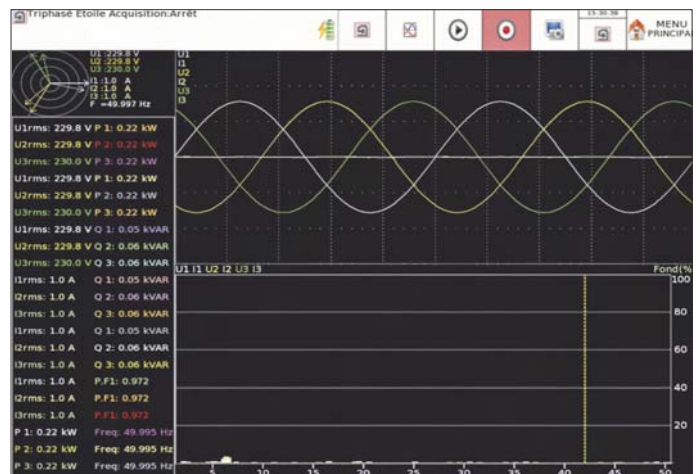 Triphasé Etoile Acquisition:Arrêt
15:30:36
MENU
PRINCIPAL
U1 :229.8 V
U2 :229.8 V
U3 :230.0 V
I1 :1.0 A
I2 :1.0 A
I3 :1.0 A
F =49.997 Hz
U1rms: 229.8 V P 1: 0.22 kW
U2rms: 229.8 V P 2: 0.22 kW
U3rms: 230.0 V P 3: 0.22 kW
U1rms: 229.8 V P 1: 0.22 kW
U2rms: 229.8 V P 2: 0.22 kW
U3rms: 230.0 V P 3: 0.22 kW
U1rms: 229.8 V Q 1: 0.05 kVAR
U2rms: 229.8 V Q 2: 0.06 kVAR
U3rms: 230.0 V Q 3: 0.06 kVAR
I1rms: 1.0 A Q 1: 0.05 kVAR
I2rms: 1.0 A Q 2: 0.06 kVAR
I3rms: 1.0 A Q 3: 0.06 kVAR
I1rms: 1.0 A Q 1: 0.05 kVAR
I2rms: 1.0 A Q 2: 0.06 kVAR
I3rms: 1.0 A Q 3: 0.06 kVAR
I1rms: 1.0 A P.F1: 0.972
I2rms: 1.0 A P.F1: 0.972
I3rms: 1.0 A P.F1: 0.972
P 1: 0.22 kW Freq: 49.995 Hz
P 2: 0.22 kW Freq: 49.995 Hz
P 3: 0.22 kW Freq: 49.995 Hz
U1
I1
U2
I2
U3
I3
U1 I1 U2 I2 U3 I3 Fond(%
100
80
60
40
20
5 10 15 20 25 30 35 40 45 50